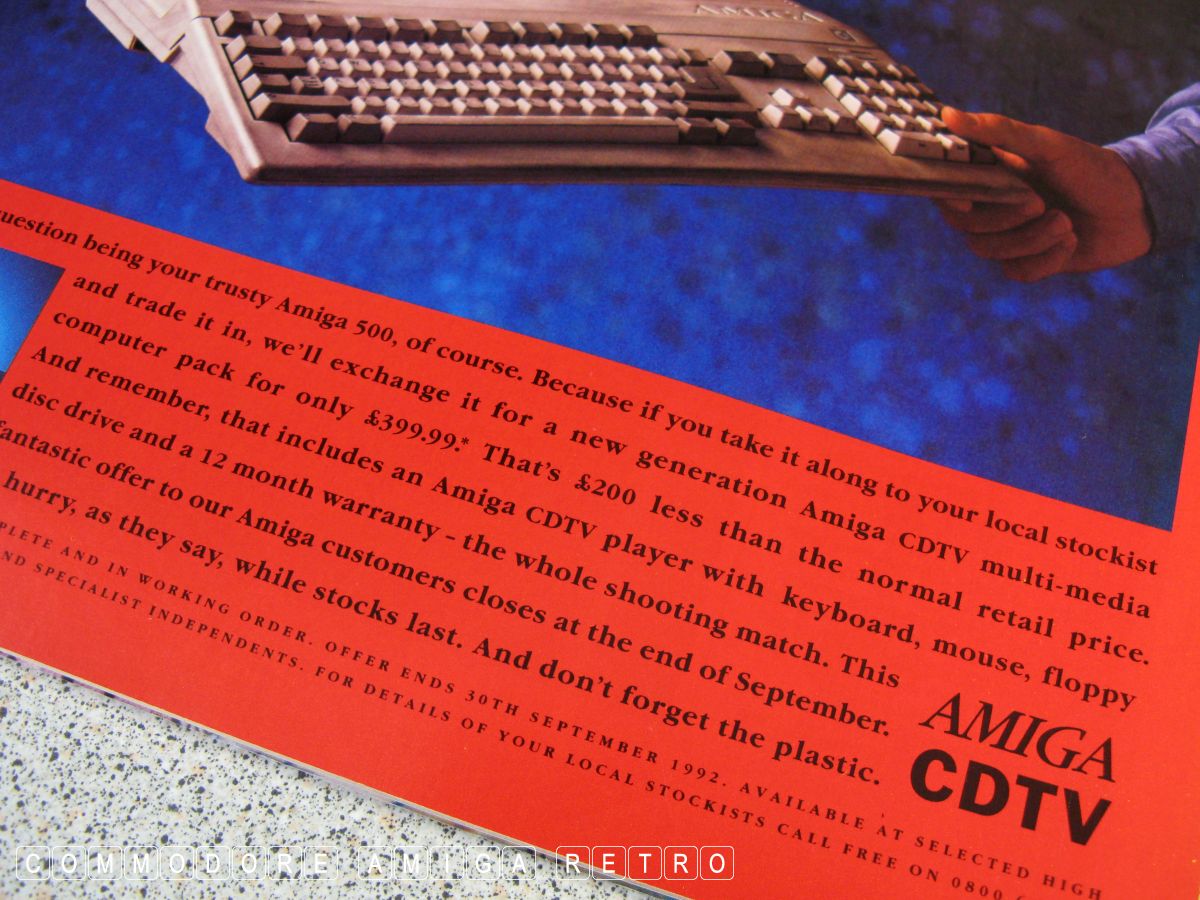 AMIGA
uestion being your trusty Amiga 500, of course. Because if you take it along to your local stockist
and trade it in, we'll exchange it for a new generation Amiga CDTV multi-media
computer pack for only £399.99.* That's £200 less than the normal retail price.
And remember, that includes an Amiga CDTV player with keyboard, mouse, floppy
disc drive and a 12 month warranty - the whole shooting match. This
fantastic offer to our Amiga customers closes at the end of September.
hurry, as they say, while stocks last. And don't forget the plastic.
AMIGA
CDTV
PLETE AND IN WORKING ORDER. OFFER ENDS 30TH SEPTEMBER 1992. AVAILABLE AT SELECTED HIGH
ND SPECIALIST INDEPENDENTS. FOR DETAILS OF YOUR LOCAL STOCKISTS CALL FREE ON 0800
COMMODORE AMIGA RETRO